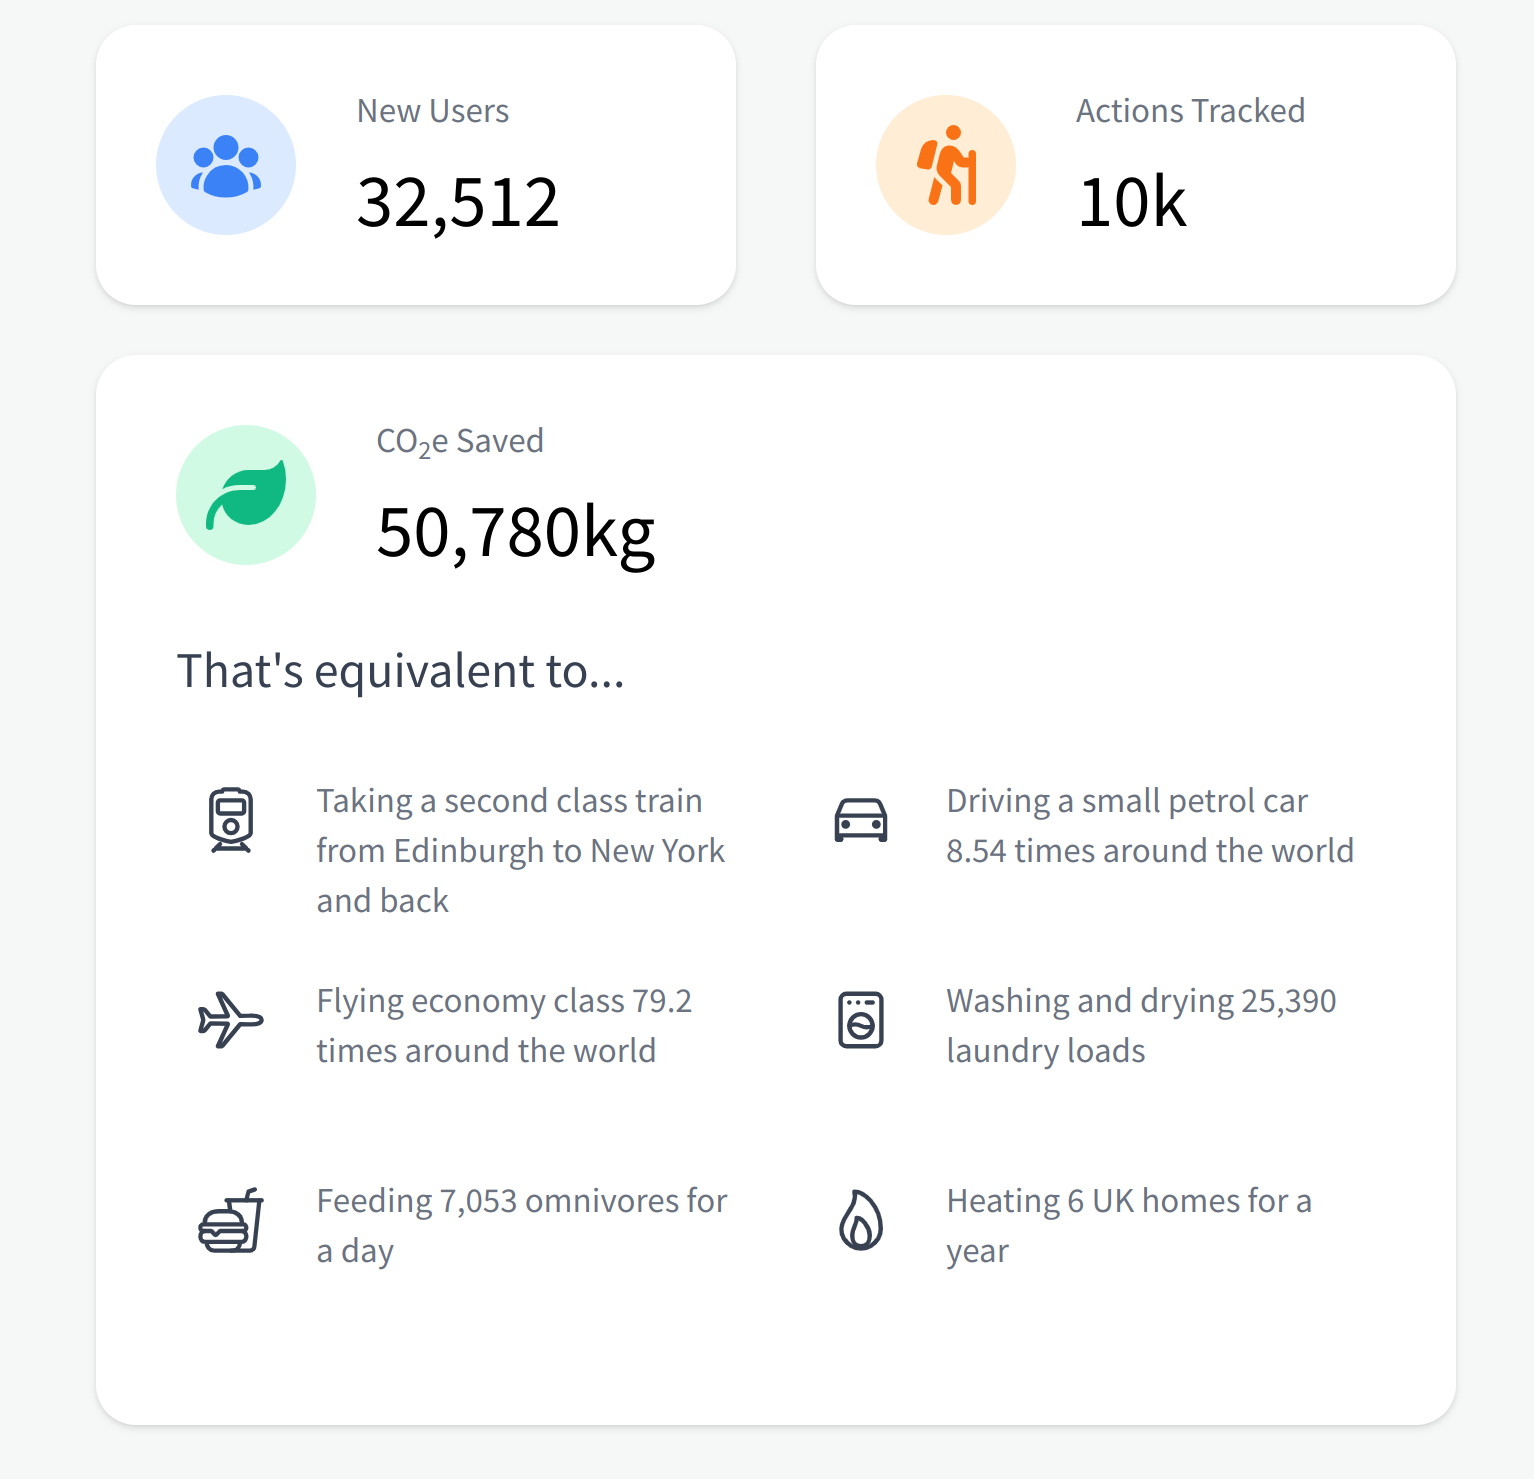 New Users
32,512
Actions Tracked
10k
CO₂e Saved
50,780kg
That's equivalent to...
Taking a second class train
from Edinburgh to New York
and back
Driving a small petrol car
8.54 times around the world
Flying economy class 79.2
times around the world
Washing and drying 25,390
laundry loads
Feeding 7,053 omnivores for
a day
Heating 6 UK homes for a
year